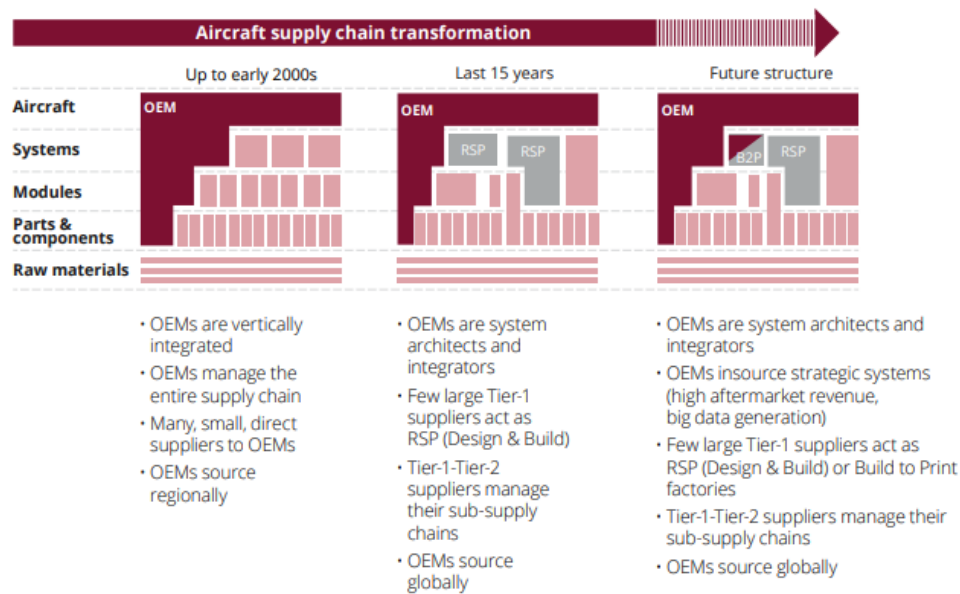 Aircraft supply chain transformation
Up to early 2000s
Last 15 years
Future structure
Aircraft
Systems
Modules
Parts &
components
Raw materials
OEM
OEM
RSP
RSP
OEM
B2P
RSP
• OEMs are vertically
integrated
• OEMs manage the
entire supply chain
• Many, small, direct
suppliers to OEMs
• OEMs source
regionally
• OEMs are system
architects and
integrators
• Few large Tier-1
suppliers act as
RSP (Design & Build)
• Tier-1-Tier-2
suppliers manage
their sub-supply
chains
• OEMs source
globally
• OEMs are system architects and
integrators
• OEMs insource strategic systems
(high aftermarket revenue,
big data generation)
• Few large Tier-1 suppliers act as
RSP (Design & Build) or Build to Print
factories
• Tier-1-Tier-2 suppliers manage their
sub-supply chains
• OEMs source globally